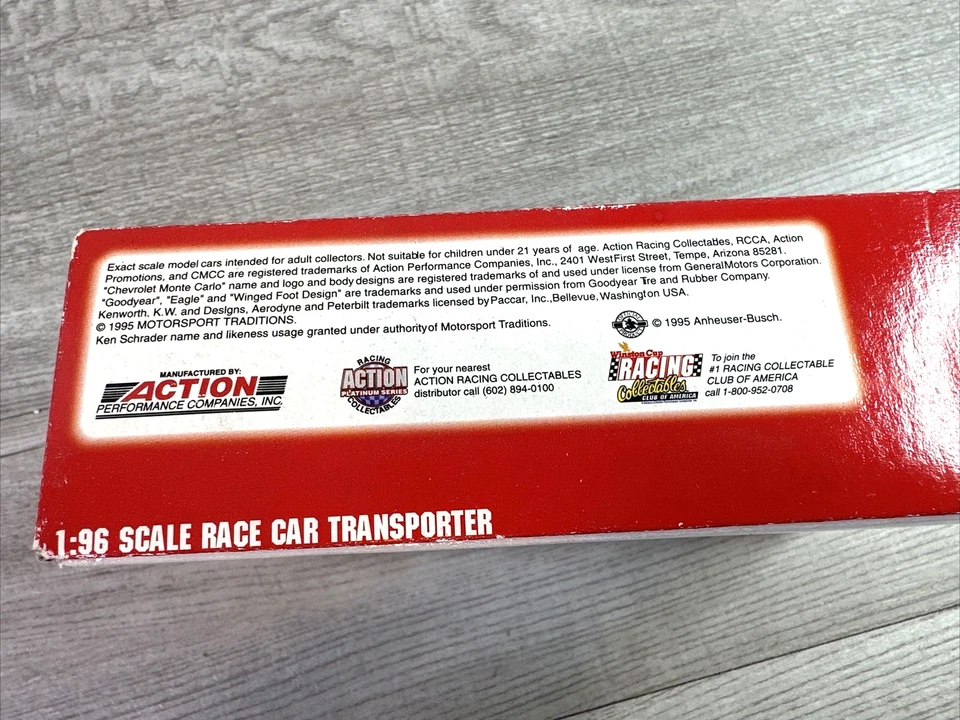 Exact scale model cars intended for adult collectors. Not suitable for children under 21 years of age. Action Racing Collectables, RCCA, Action
Promotions, and CMCC are registered trademarks of Action Performance Companies, Inc., 2401 WestFirst Street, Tempe, Arizona 85281.
"Chevrolet Monte Carlo" name and logo and body designs are registered trademarks of and used under license from GeneralMotors Corporation.
"Goodyear", "Eagle" and "Winged Foot Design" are trademarks and used under permission from Goodyear Tire and Rubber Company.
Kenworth, K.W. and Designs, Aerodyne and Peterbilt trademarks licensed by Paccar, Inc., Bellevue, Washington USA.
© 1995 MOTORSPORT TRADITIONS.
Ken Schrader name and likeness usage granted under authority of Motorsport Traditions.
© 1995 Anheuser-Busch.
MANUFACTURED BY:
ACTION
PERFORMANCE COMPANIES, INC.
RACING
ACTION
PLATINUM SERIES
COLLECTABLES
For your nearest
ACTION RACING COLLECTABLES
distributor call (602) 894-0100
Winston Cup
RACING
Collectables
CLUB OF AMERICA
To join the
#1 RACING COLLECTABLE
CLUB OF AMERICA
call 1-800-952-0708
1:96 SCALE RACE CAR TRANSPORTER